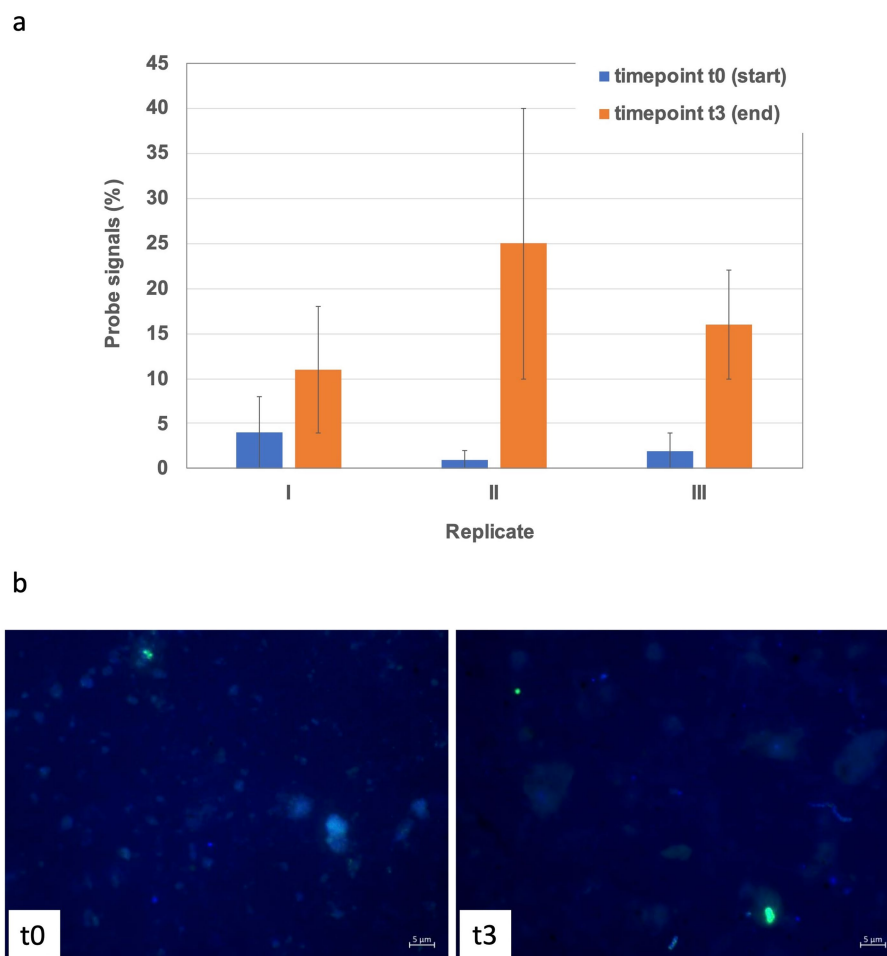 a
45
40
35
30
25
20
15
10
5
0
Probe signals (%)
timepoint t0 (start)
timepoint t3 (end)
I II III
Replicate
b
t0
5 µm
t3
5 µm